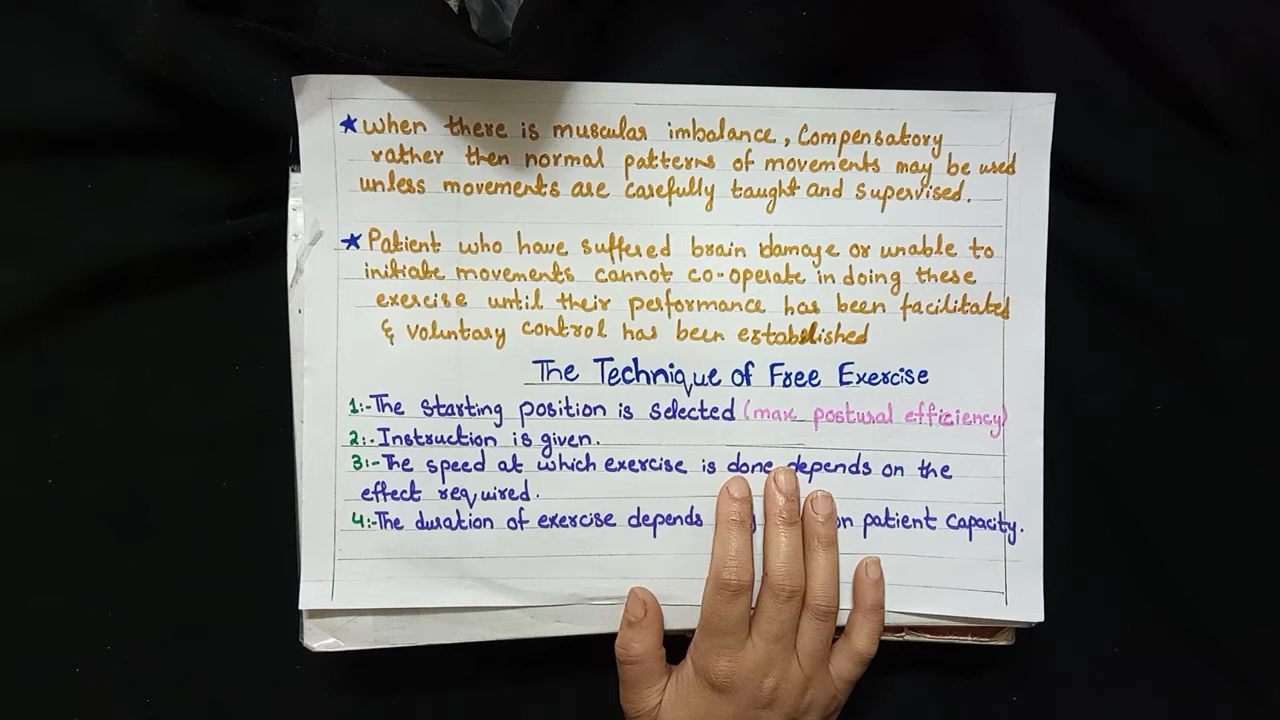 ★ When there is muscular imbalance, Compensatory
rather then normal patterns of movements may be used
unless movements are carefully taught and supervised.
★ Patient who have suffered brain damage or unable to
initiate movements cannot co-operate in doing these
exercise until their performance has been facilitated
& voluntary control has been established
The Technique of Free Exercise
1:-The starting position is selected (max postural efficiency)
2:-Instruction is given.
3:-The speed at which exercise is done depends on the
effect required.
4:-The duration of exercise depends on patient capacity.